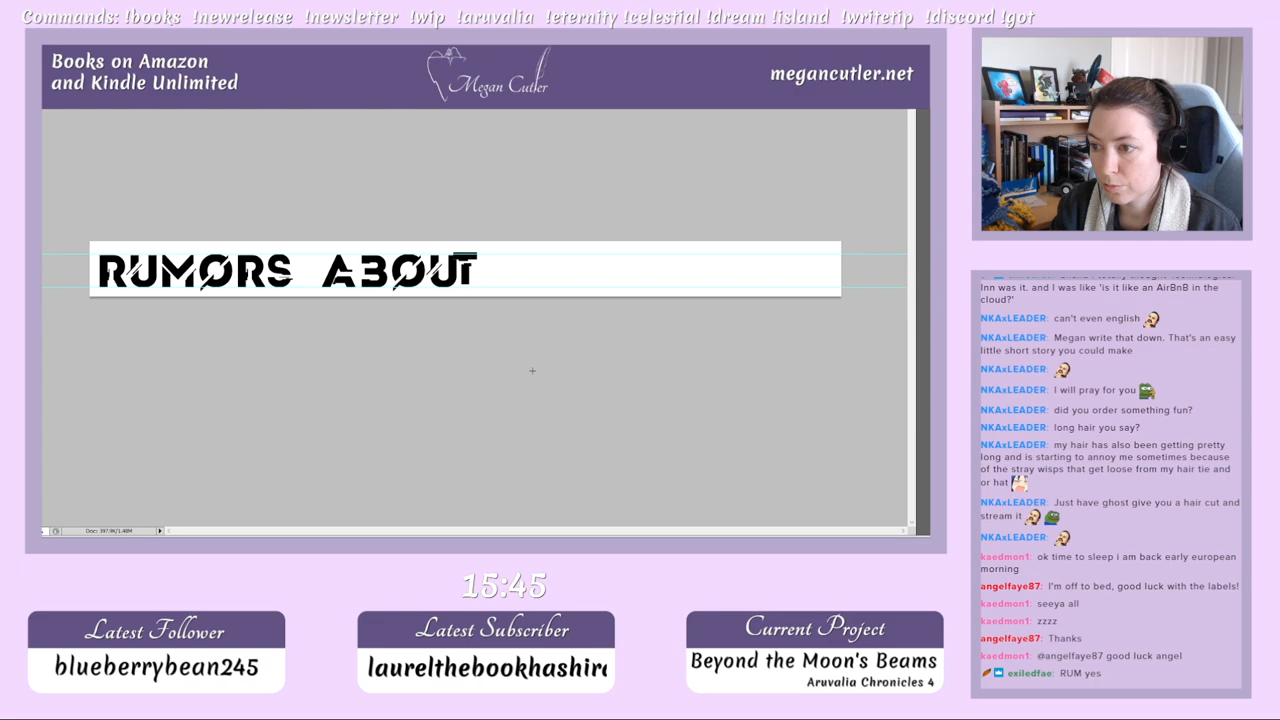 Commands: !books !newrelease !newsletter !wip !aruvalia !eternity !celestial !dream !island !writetip !discord !got
Books on Amazon
and Kindle Unlimited
Megan Cutler
megancutler.net
RUMORS ABOUT
Doc: 397.9K/1.48M
Inn was it. and I was like 'is it like an AirBnB in the
cloud?'
NKAxLEADER: can't even english
NKAxLEADER: Megan write that down. That's an easy
little short story you could make
NKAxLEADER:
NKAxLEADER: I will pray for you
NKAxLEADER: did you order something fun?
NKAxLEADER: long hair you say?
NKAxLEADER: my hair has also been getting pretty
long and is starting to annoy me sometimes because
of the stray wisps that get loose from my hair tie and
or hat
NKAxLEADER: Just have ghost give you a hair cut and
stream it
NKAxLEADER:
kaedmon1: ok time to sleep i am back early european
morning
angelfaye87: I'm off to bed, good luck with the labels!
kaedmon1: seeya all
kaedmon1: zzzz
angelfaye87: Thanks
kaedmon1: @angelfaye87 good luck angel
exiledfae: RUM yes
15:45
Latest Follower
blueberrybean245
Latest Subscriber
laurelthebookhashira
Current Project
Beyond the Moon's Beams
Aruvalia Chronicles 4